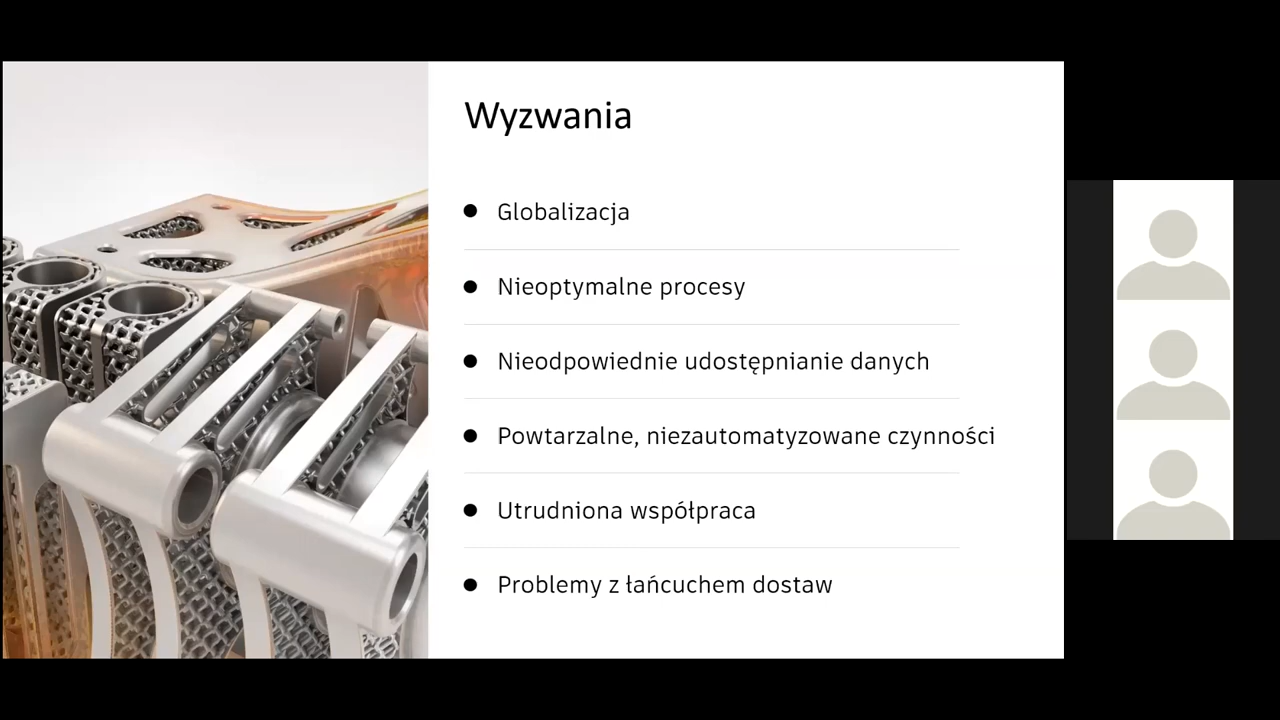 Wyzwania
Globalizacja
Nieoptymalne procesy
Nieodpowiednie udostępnianie danych
Powtarzalne, niezautomatyzowane czynności
Utrudniona współpraca
Problemy z łańcuchem dostaw